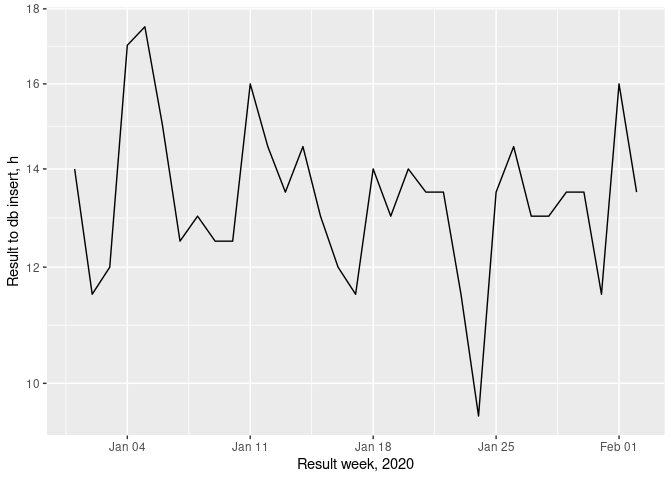 18
16
14
12
10
Result to db insert, h
Jan 04 Jan 11 Jan 18 Jan 25 Feb 01
Result week, 2020